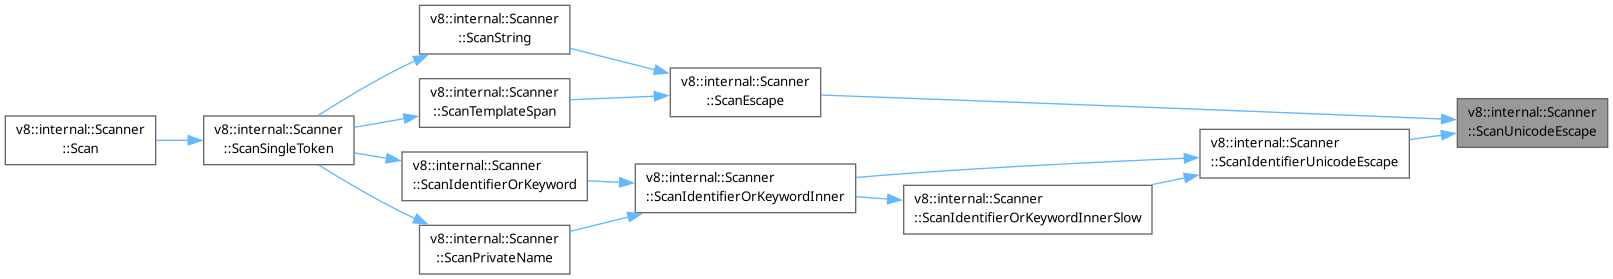 v8::internal::Scanner
::Scan
v8::internal::Scanner
::ScanSingleToken
v8::internal::Scanner
::ScanString
v8::internal::Scanner
::ScanTemplateSpan
v8::internal::Scanner
::ScanIdentifierOrKeyword
v8::internal::Scanner
::ScanPrivateName
v8::internal::Scanner
::ScanEscape
v8::internal::Scanner
::ScanIdentifierOrKeywordInner
v8::internal::Scanner
::ScanIdentifierOrKeywordInnerSlow
v8::internal::Scanner
::ScanIdentifierUnicodeEscape
v8::internal::Scanner
::ScanUnicodeEscape